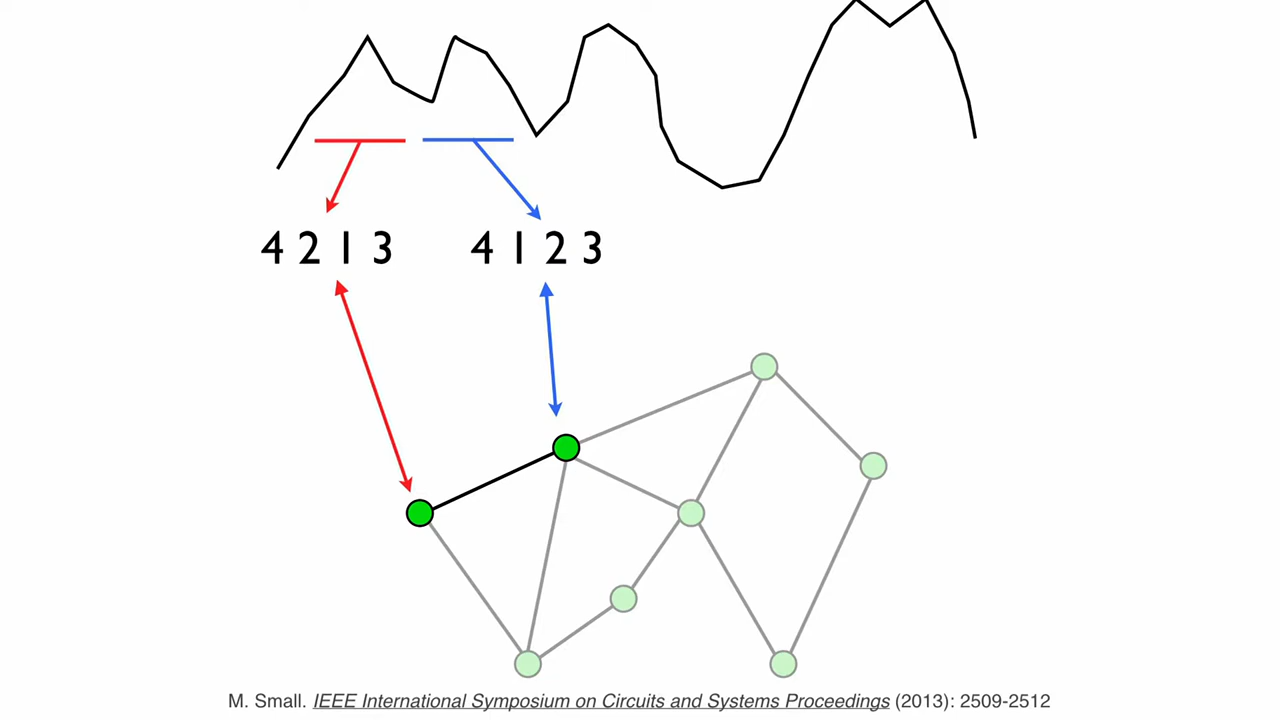 4 2 1 3 4 1 2 3
M. Small. IEEE International Symposium on Circuits and Systems Proceedings (2013): 2509-2512